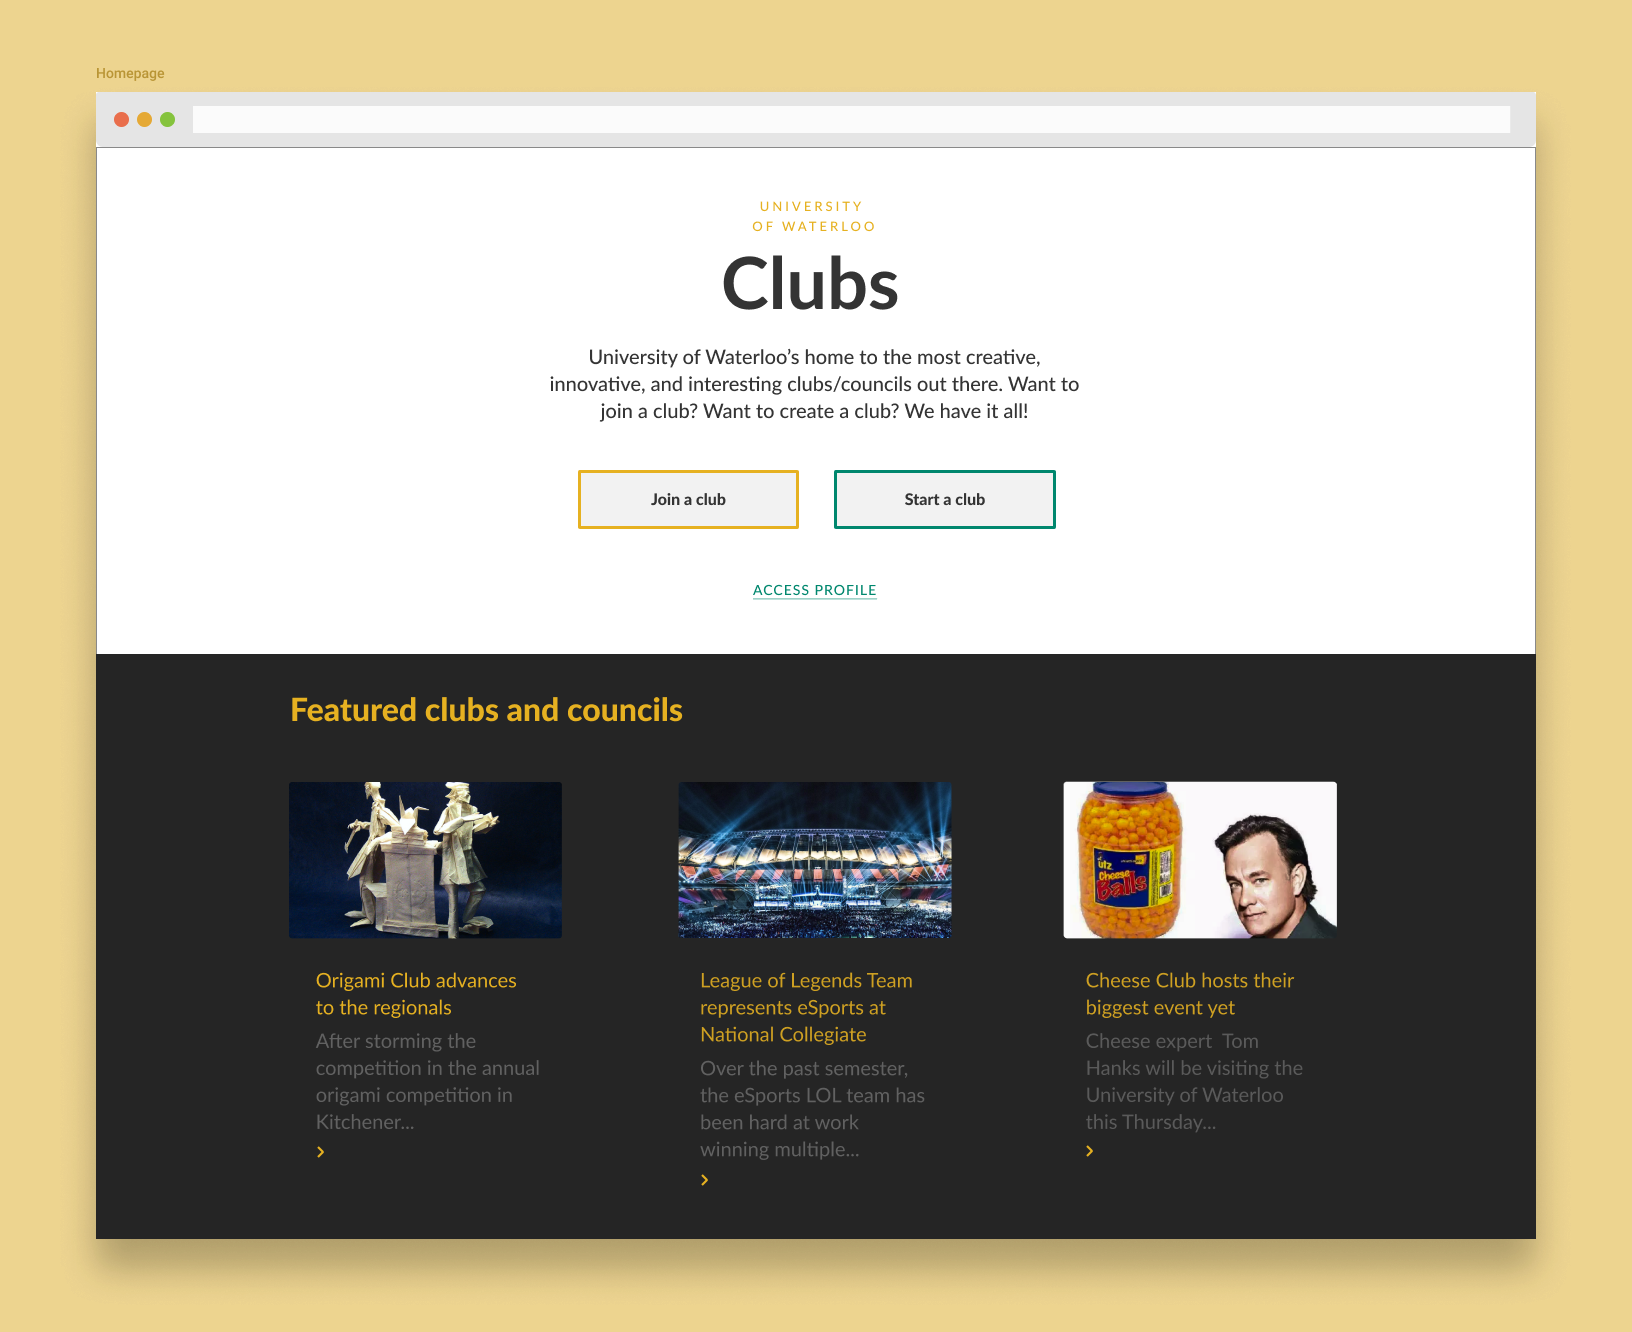 Homepage
UNIVERSITY
OF WATERLOO
Clubs
University of Waterloo’s home to the most creative,
innovative, and interesting clubs/councils out there. Want to
join a club? Want to create a club? We have it all!
Join a club
Start a club
ACCESS PROFILE
Featured clubs and councils
utz
Cheese
Balls
Origami Club advances
to the regionals
After storming the
competition in the annual
origami competition in
Kitchener...
League of Legends Team
represents eSports at
National Collegiate
Over the past semester,
the eSports LOL team has
been hard at work
winning multiple...
Cheese Club hosts their
biggest event yet
Cheese expert  Tom
Hanks will be visiting the
University of Waterloo
this Thursday...